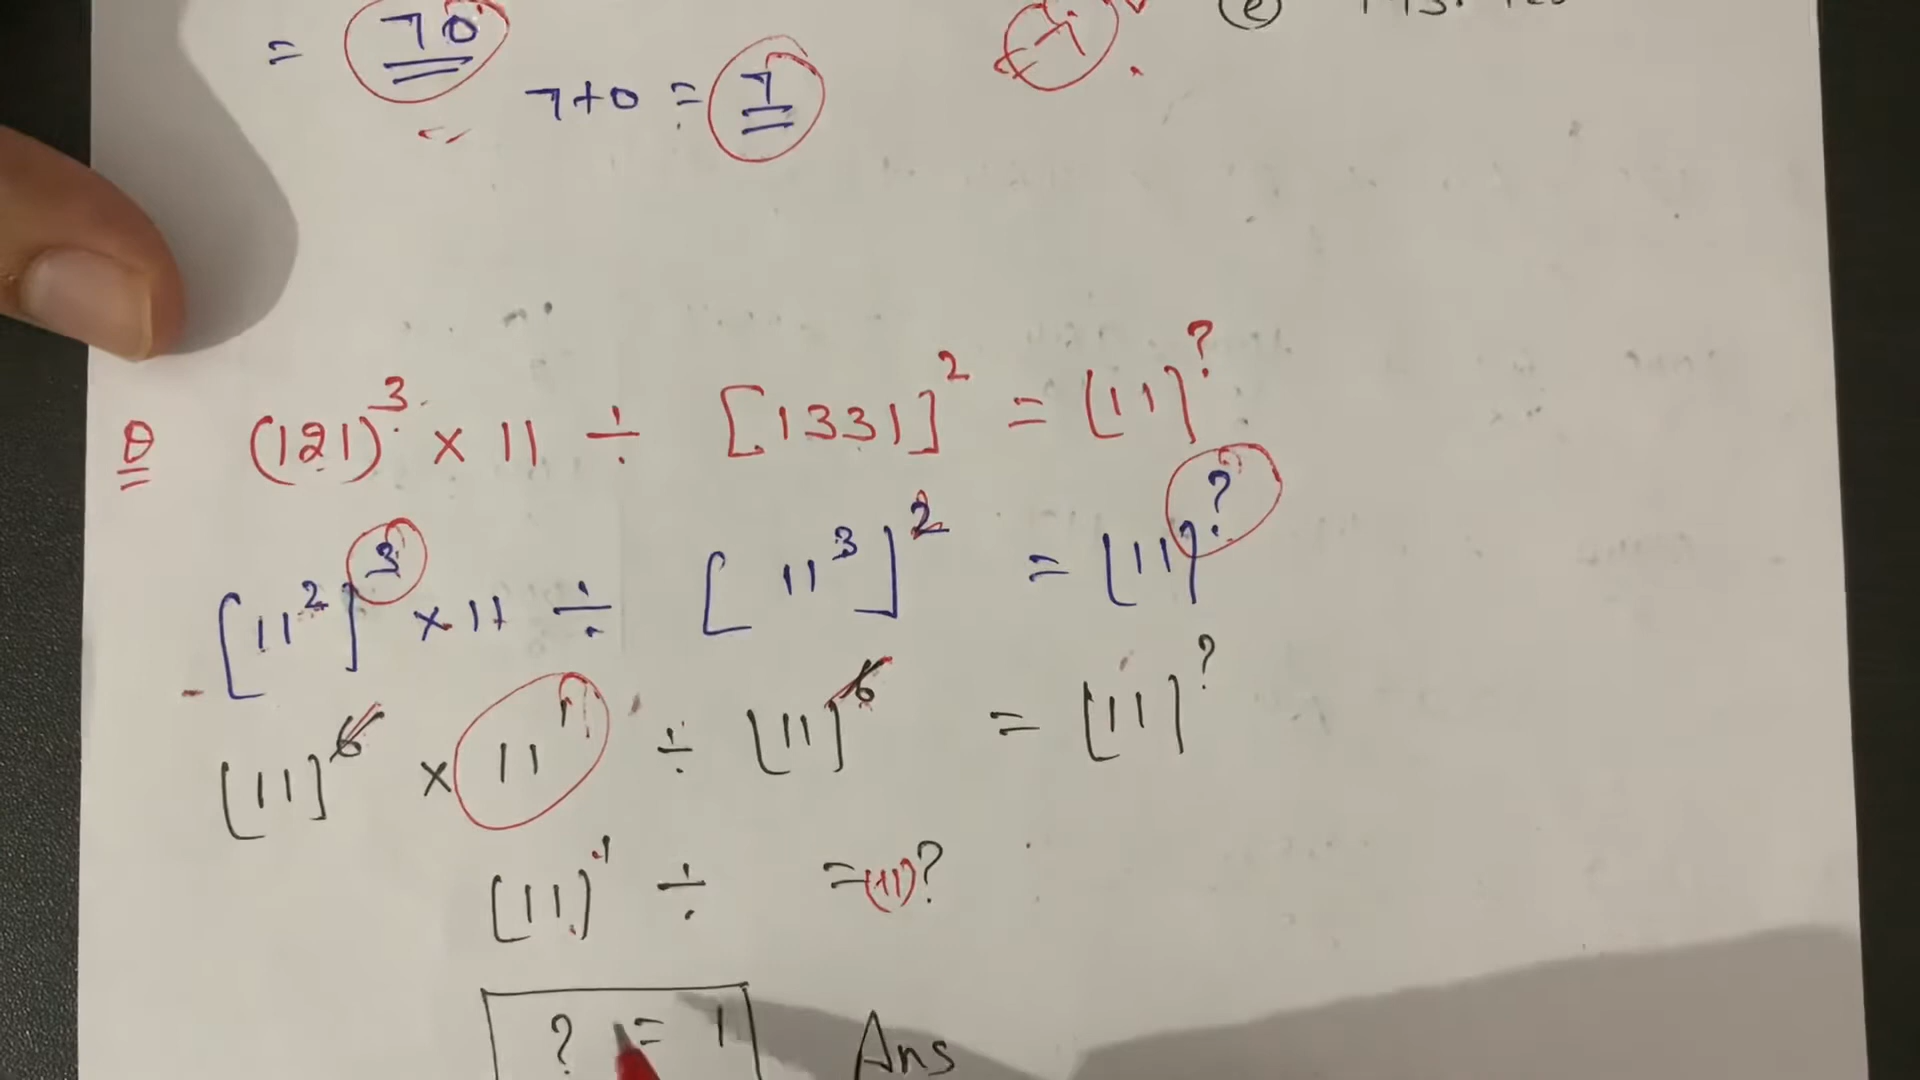 = 70
7+0 = 7
Q (121)^3 × 11 ÷ [1331]^2 = [11]^?
[11^2]^3 × 11 ÷ [11^3]^2 = [11]^?
[11]^6 × 11^1 ÷ [11]^6 = [11]^?
[11]^1 ÷ =(11)?
? = 1 Ans